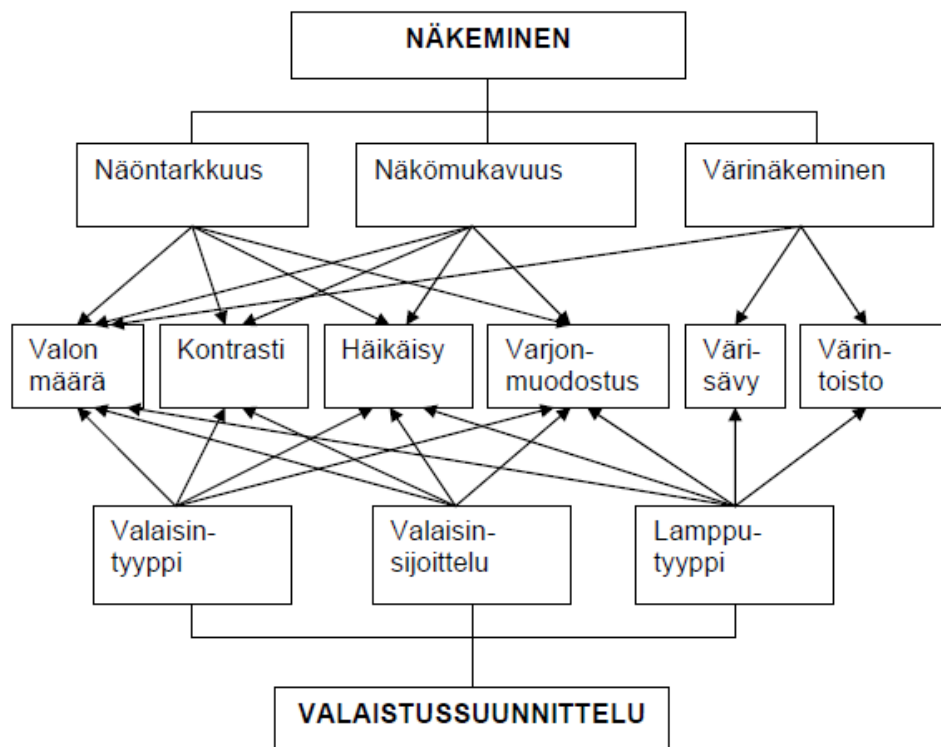 NÄKEMINEN
Näöntarkkuus
Näkömukavuus
Värinäkeminen
Valon
määrä
Kontrasti
Häikäisy
Varjon-
muodostus
Väri-
sävy
Värin-
toisto
Valaisin-
tyyppi
Valaisin-
sijoittelu
Lamppu-
tyyppi
VALAISTUSSUUNNITTELU